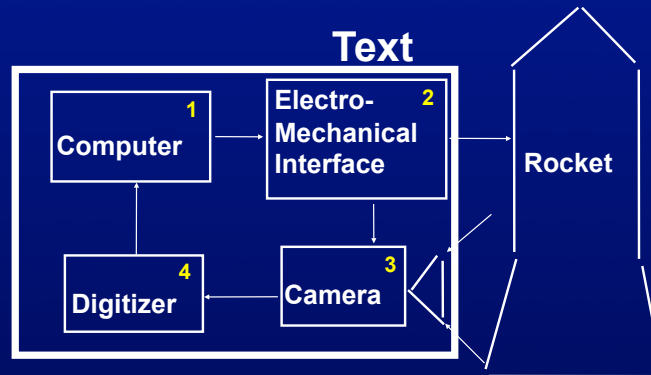 Text
1
Computer
Electro-
Mechanical
Interface
2
Rocket
4
Digitizer
3
Camera